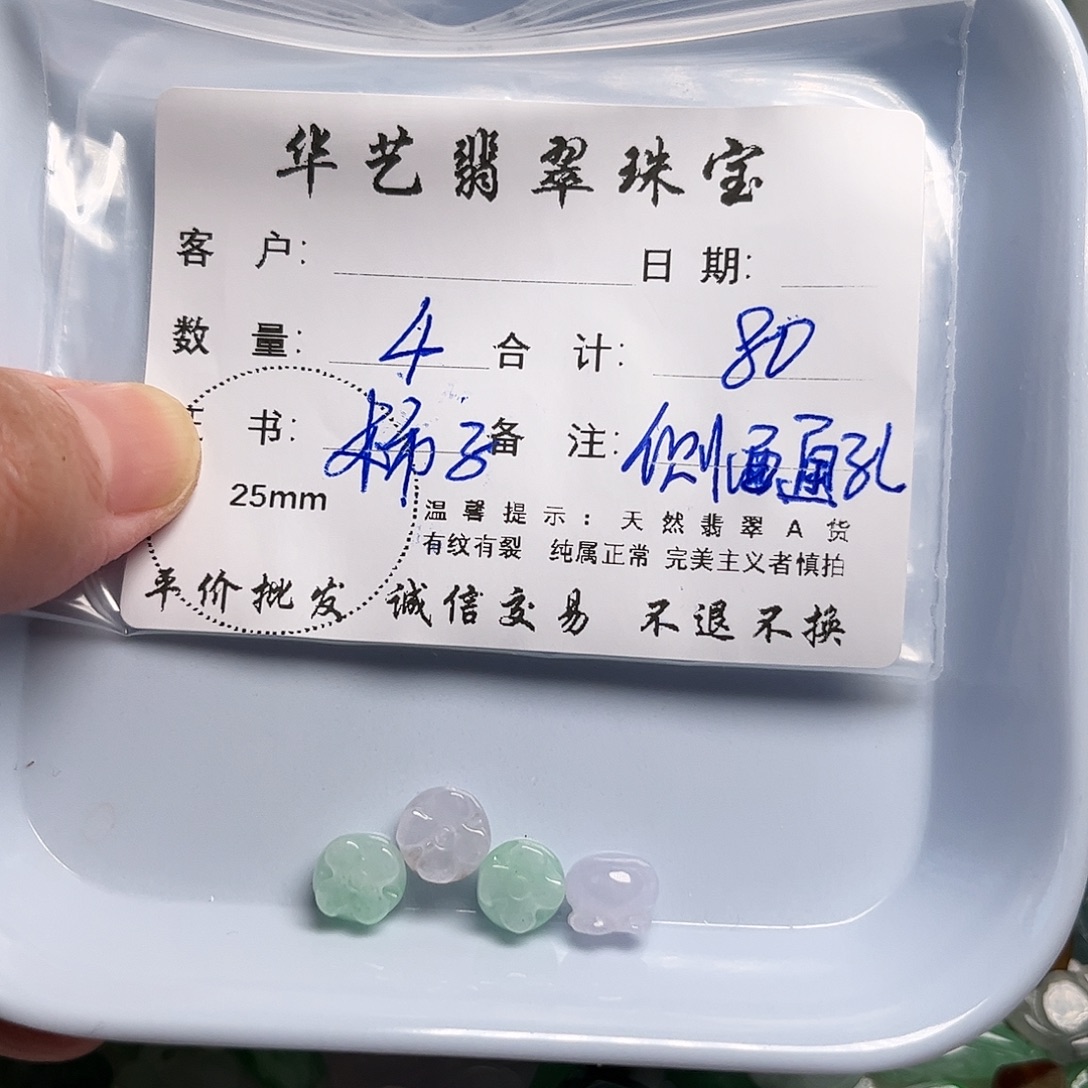 华艺翡翠珠宝
客 户: 日 期:
数 量: 4 合 计: 80
书: 柿子 备 注: 侧面通孔
25mm
温馨提示:天然翡翠A货
有纹有裂 纯属正常 完美主义者慎拍
平价批发 诚信交易 不退不换